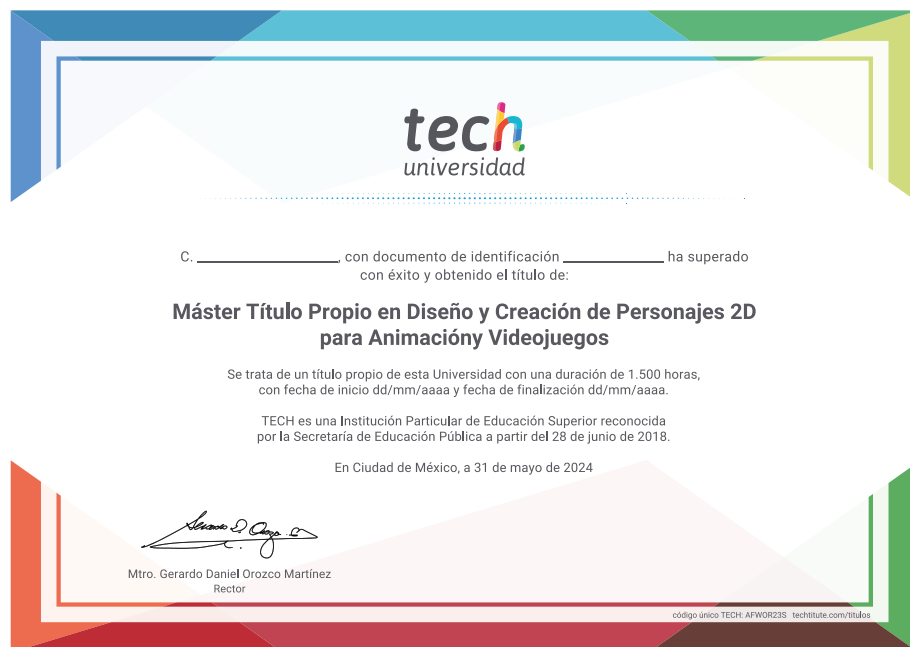 tech
universidad
C. ____________, con documento de identificación ____________ ha superado
con éxito y obtenido el título de:
Máster Título Propio en Diseño y Creación de Personajes 2D
para Animacióny Videojuegos
Se trata de un título propio de esta Universidad con una duración de 1.500 horas,
con fecha de inicio dd/mm/aaaa y fecha de finalización dd/mm/aaaa.
TECH es una Institución Particular de Educación Superior reconocida
por la Secretaría de Educación Pública a partir del 28 de junio de 2018.
En Ciudad de México, a 31 de mayo de 2024
Mtro. Gerardo Daniel Orozco Martínez
Rector
código único TECH: AFWOR23S techtitute.com/titulos